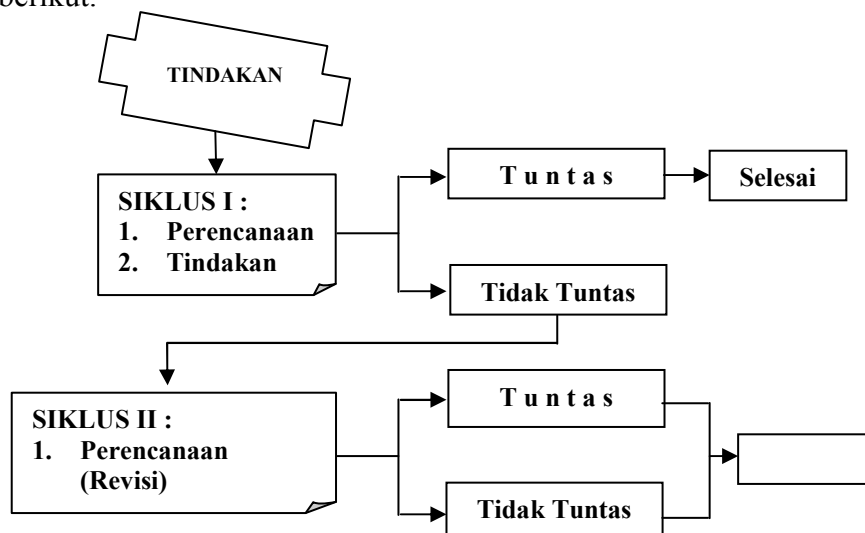 berikut:
TINDAKAN
SIKLUS I :
1. Perencanaan
2. Tindakan
T u n t a s
Selesai
Tidak Tuntas
SIKLUS II :
1. Perencanaan
(Revisi)
T u n t a s
Tidak Tuntas